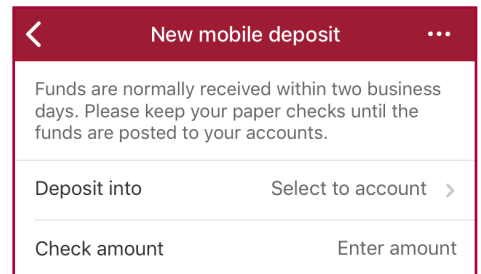 New mobile deposit
Funds are normally received within two business
days. Please keep your paper checks until the
funds are posted to your accounts.
Deposit into Select to account
Check amount Enter amount